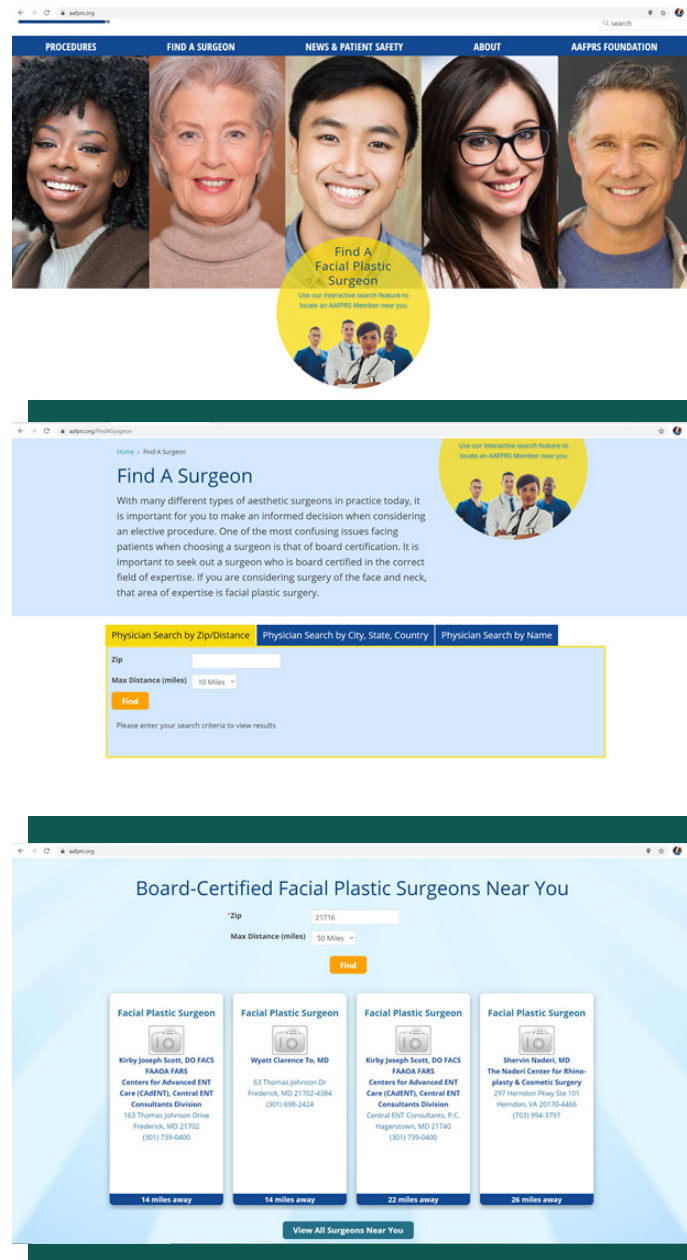 aafprs.org
search
PROCEDURES FIND A SURGEON NEWS & PATIENT SAFETY ABOUT AAFPRS FOUNDATION
Find A
Facial Plastic
Surgeon
Use our interactive search feature to
locate an AAFPRS Member near you
aafprs.org/FindASurgeon
Home » Find A Surgeon
Use our interactive search feature to
locate an AAFPRS Member near you
Find A Surgeon
With many different types of aesthetic surgeons in practice today, it
is important for you to make an informed decision when considering
an elective procedure. One of the most confusing issues facing
patients when choosing a surgeon is that of board certification. It is
important to seek out a surgeon who is board certified in the correct
field of expertise. If you are considering surgery of the face and neck,
that area of expertise is facial plastic surgery.
Physician Search by Zip/Distance Physician Search by City, State, Country Physician Search by Name
Zip
Max Distance (miles) 10 Miles
Find
Please enter your search criteria to view results
aafprs.org
Board-Certified Facial Plastic Surgeons Near You
*Zip 21716
Max Distance (miles) 50 Miles
Find
Facial Plastic Surgeon
Kirby Joseph Scott, DO FACS
FAAOA FARS
Centers for Advanced ENT
Care (CAdENT), Central ENT
Consultants Division
163 Thomas Johnson Drive
Frederick, MD 21702
(301) 739-0400
14 miles away
Facial Plastic Surgeon
Wyatt Clarence To, MD
63 Thomas Johnson Dr
Frederick, MD 21702-4384
(301) 698-2424
14 miles away
Facial Plastic Surgeon
Kirby Joseph Scott, DO FACS
FAAOA FARS
Centers for Advanced ENT
Care (CAdENT), Central ENT
Consultants Division
Central ENT Consultants, P.C.
Hagerstown, MD 21740
(301) 739-0400
22 miles away
Facial Plastic Surgeon
Shervin Naderi, MD
The Naderi Center for Rhino-
plasty & Cosmetic Surgery
297 Herndon Pkwy Ste 101
Herndon, VA 20170-4466
(703) 994-3797
26 miles away
View All Surgeons Near You